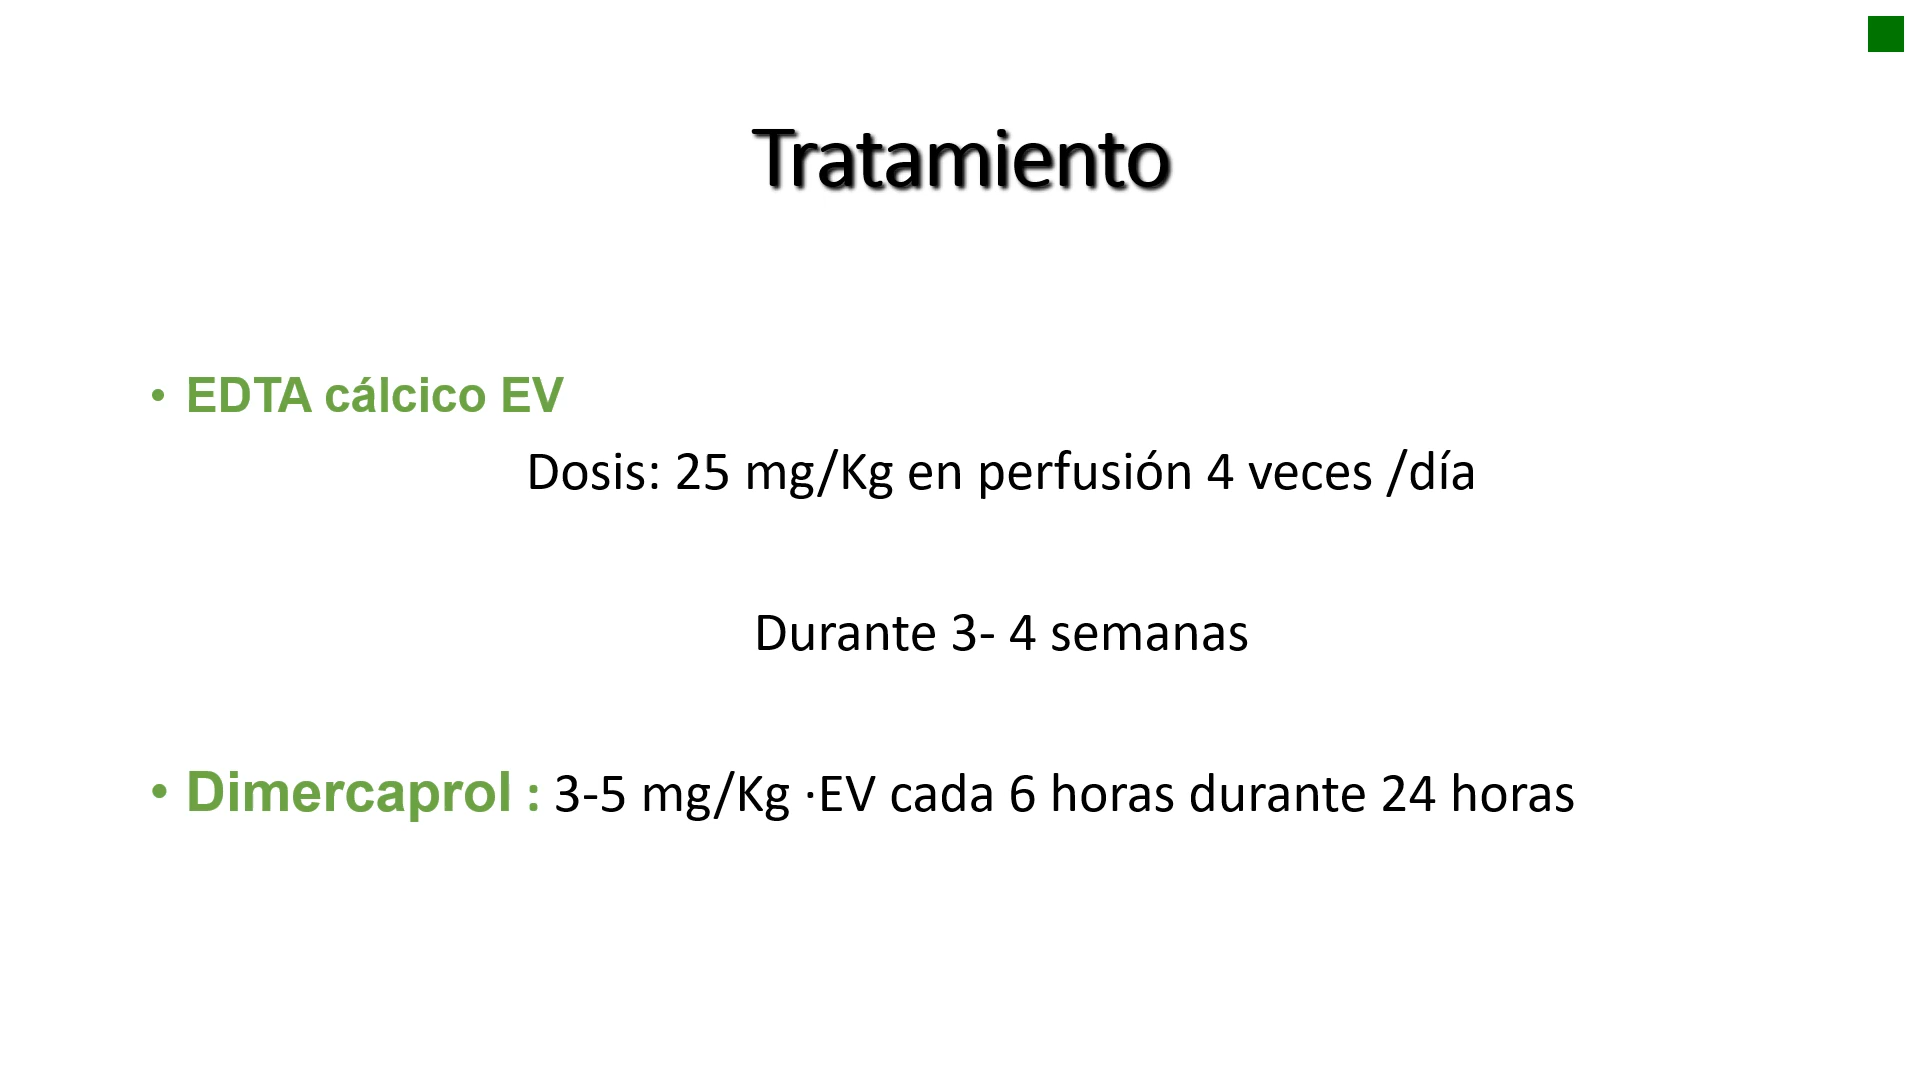 Tratamiento
• EDTA cálcico EV
Dosis: 25 mg/Kg en perfusión 4 veces /día
Durante 3- 4 semanas
• Dimercaprol : 3-5 mg/Kg ·EV cada 6 horas durante 24 horas